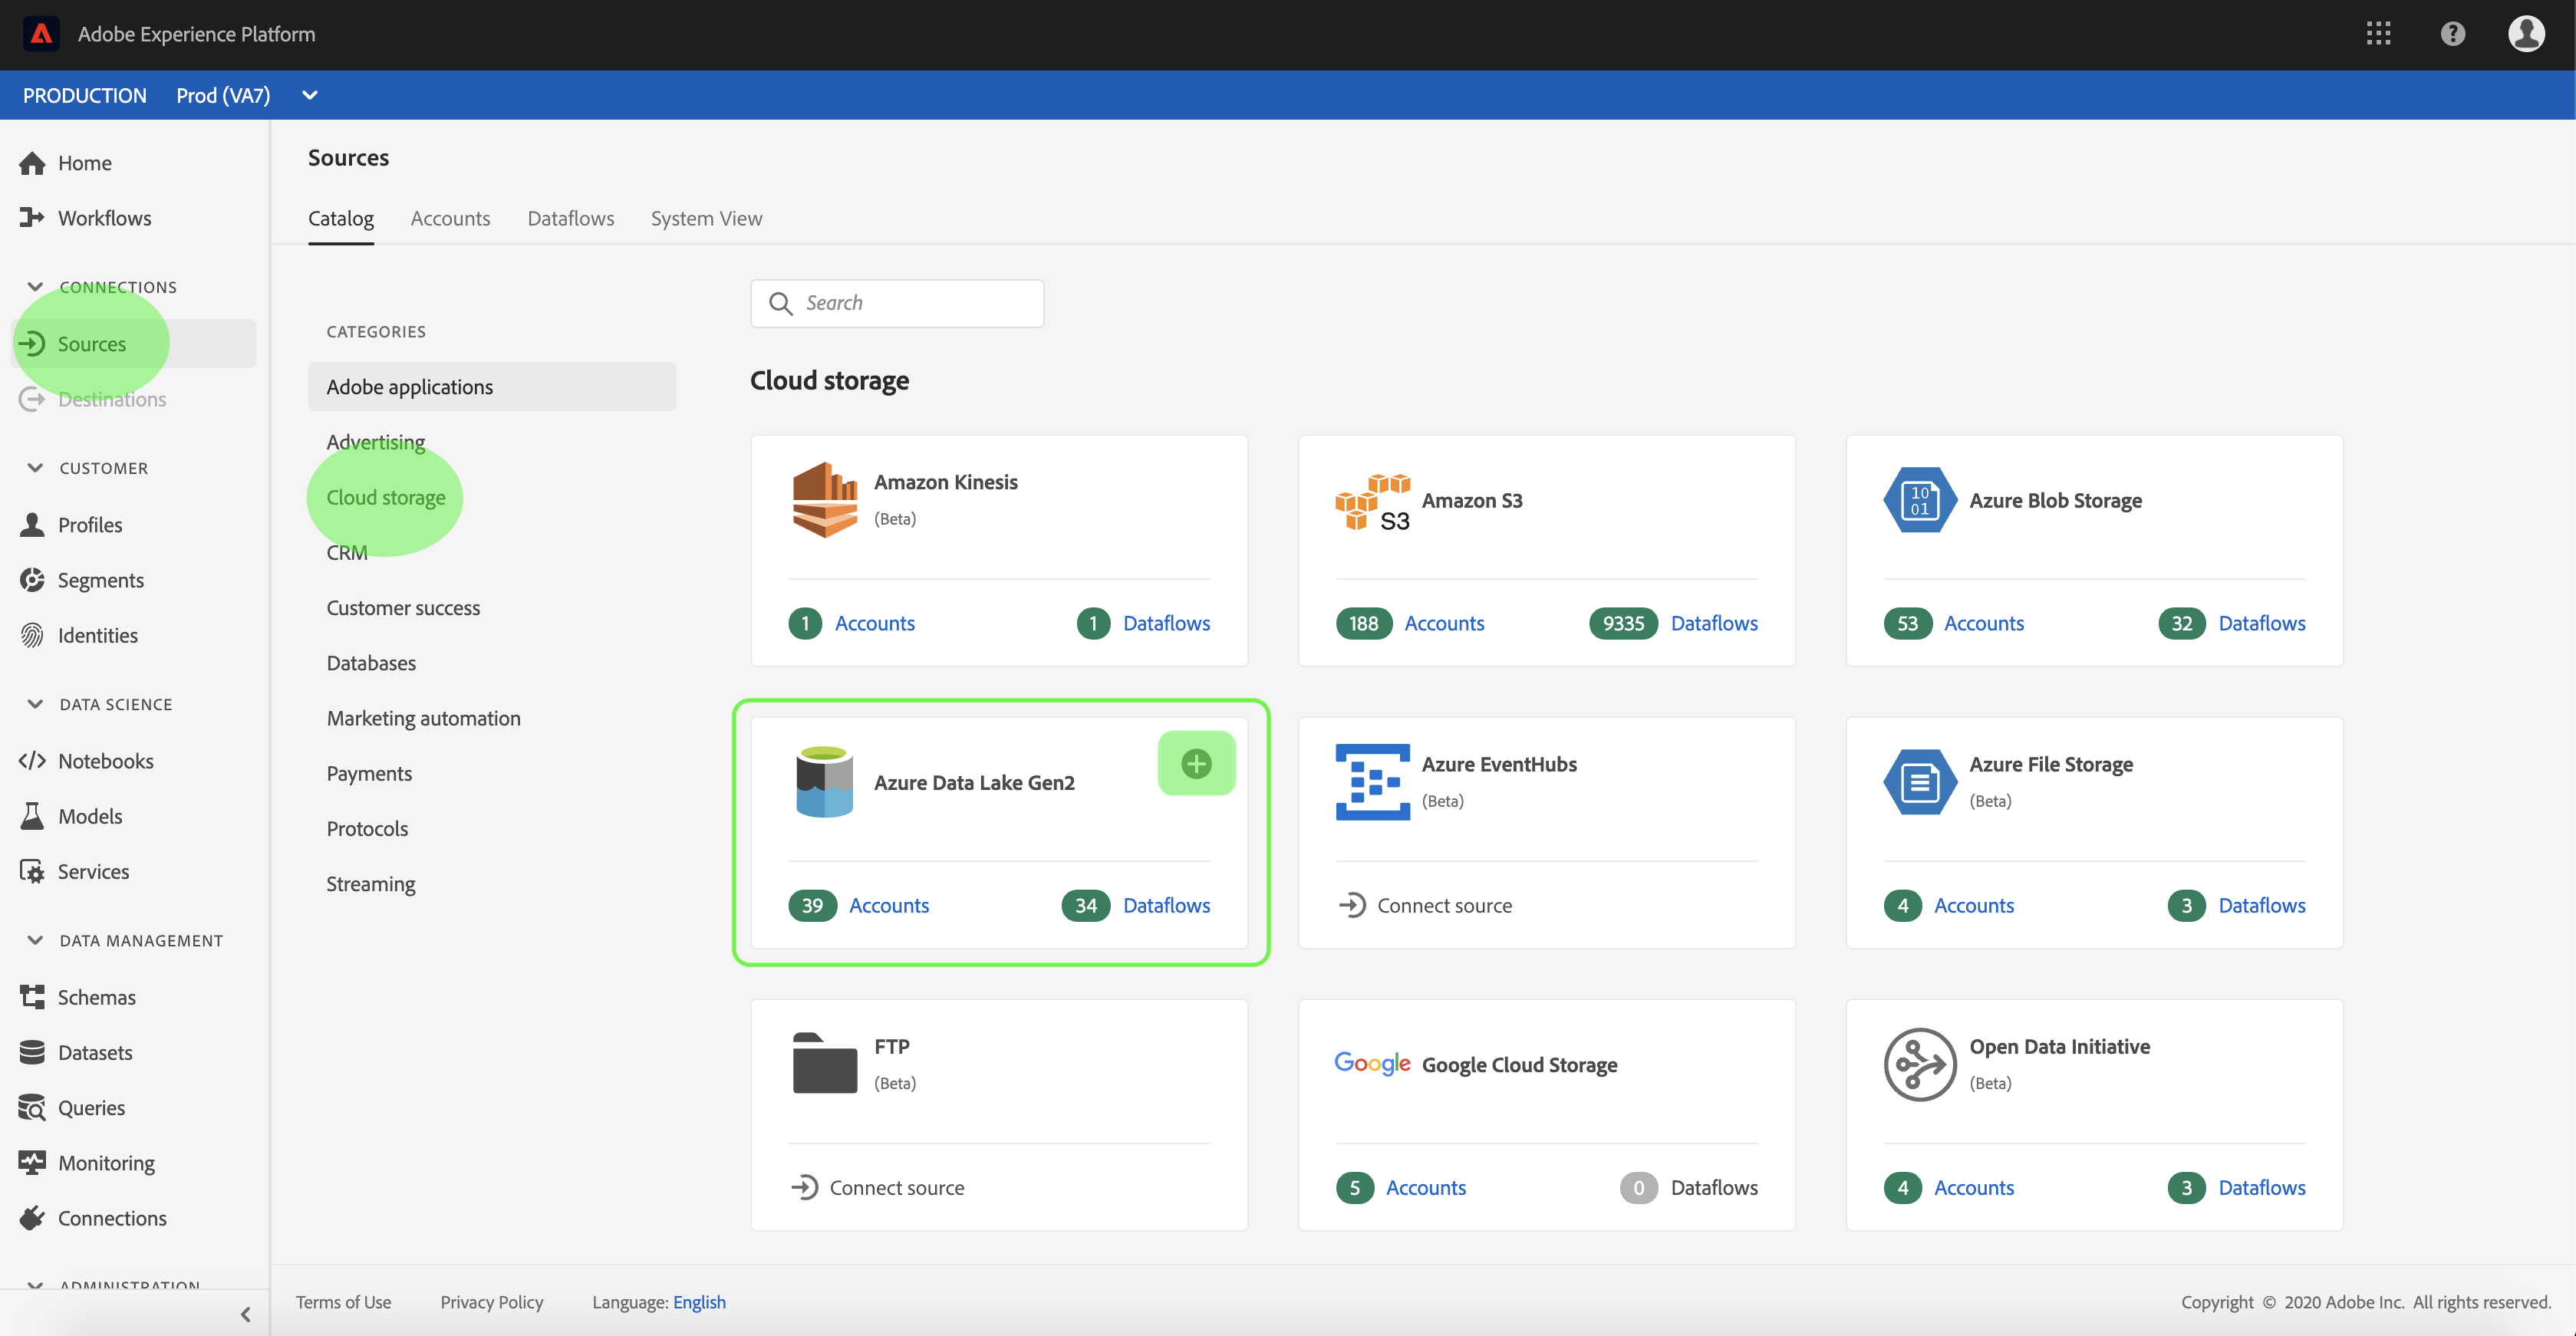 Adobe Experience Platform
PRODUCTION Prod (VA7)
Home
Workflows
CONNECTIONS
Sources
Destinations
CUSTOMER
Profiles
Segments
Identities
DATA SCIENCE
Notebooks
Models
Services
DATA MANAGEMENT
Schemas
Datasets
Queries
Monitoring
Connections
ADMINISTRATION
Sources
Catalog Accounts Dataflows System View
CATEGORIES
Adobe applications
Advertising
Cloud storage
CRM
Customer success
Databases
Marketing automation
Payments
Protocols
Streaming
Search
Cloud storage
Amazon Kinesis
(Beta)
1 Accounts 1 Dataflows
S3 Amazon S3
188 Accounts 9335 Dataflows
10
01
Azure Blob Storage
53 Accounts 32 Dataflows
Azure Data Lake Gen2
39 Accounts 34 Dataflows
Azure EventHubs
(Beta)
Connect source
Azure File Storage
(Beta)
4 Accounts 3 Dataflows
FTP
(Beta)
Connect source
Google Google Cloud Storage
5 Accounts 0 Dataflows
Open Data Initiative
(Beta)
4 Accounts 3 Dataflows
Terms of Use Privacy Policy Language: English Copyright © 2020 Adobe Inc. All rights reserved.